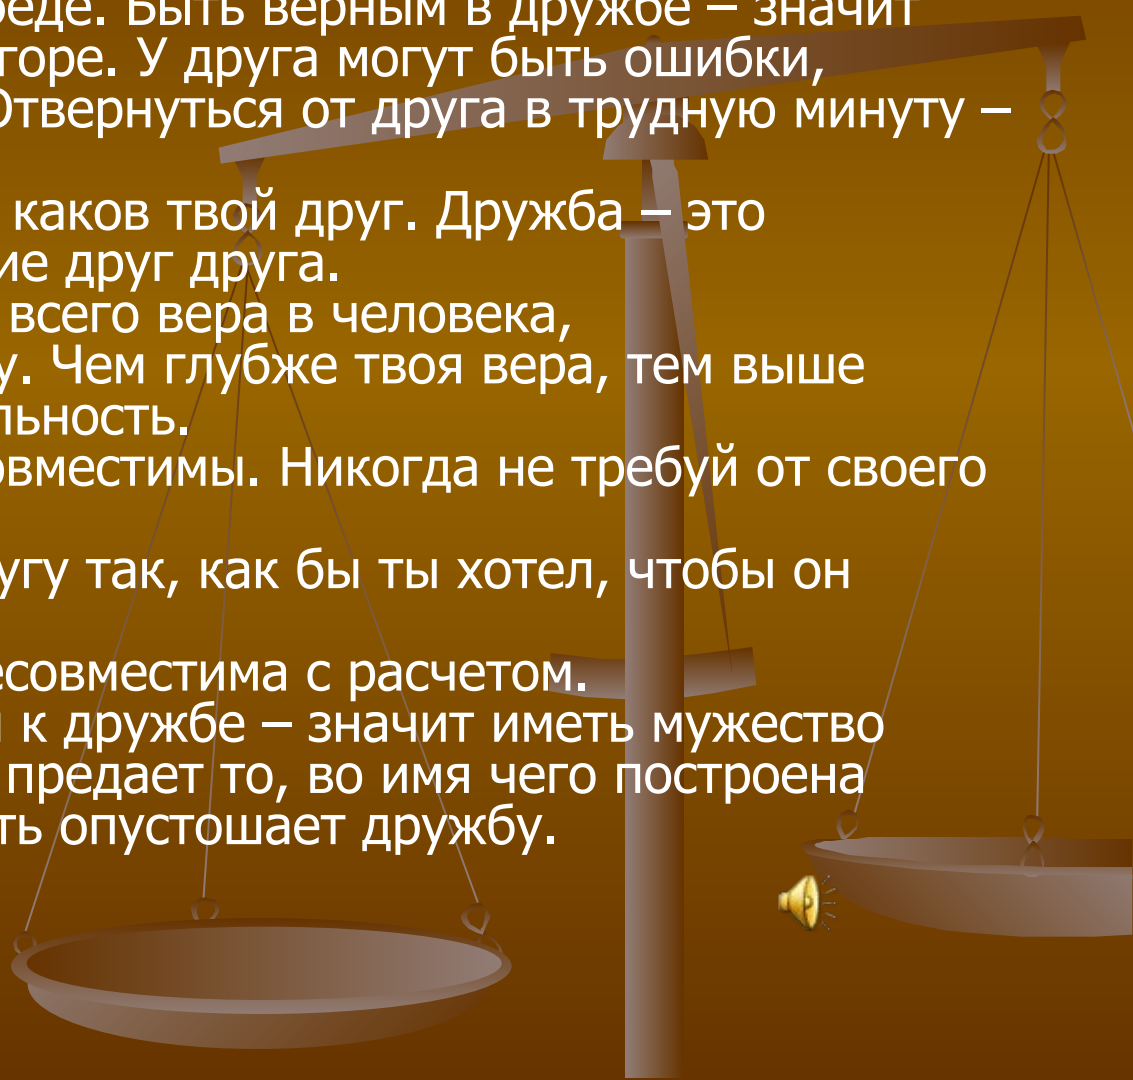 еде. Быть верным в дружбе – значит
горе. У друга могут быть ошибки,
Отвернуться от друга в трудную минуту –
каков твой друг. Дружба – это
ие друг друга.
всего вера в человека,
у. Чем глубже твоя вера, тем выше
льность.
овместимы. Никогда не требуй от своего
угу так, как бы ты хотел, чтобы он
есовместима с расчетом.
к дружбе – значит иметь мужество
предает то, во имя чего построена
ть опустошает дружбу.